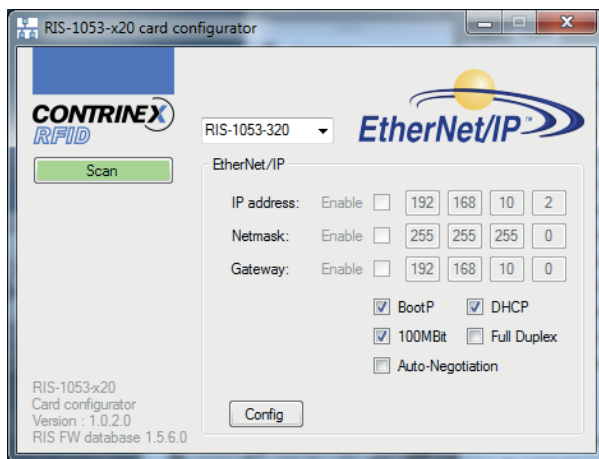 RIS-1053-x20 card configurator
CONTRINEX
RFID
RIS-1053-320
EtherNet/IP™
Scan
EtherNet/IP
IP address: Enable 192 168 10 2
Netmask: Enable 255 255 255 0
Gateway: Enable 192 168 10 0
BootP DHCP
100MBit Full Duplex
Auto-Negotiation
RIS-1053-x20
Card configurator
Version : 1.0.2.0
RIS FW database 1.5.6.0
Config